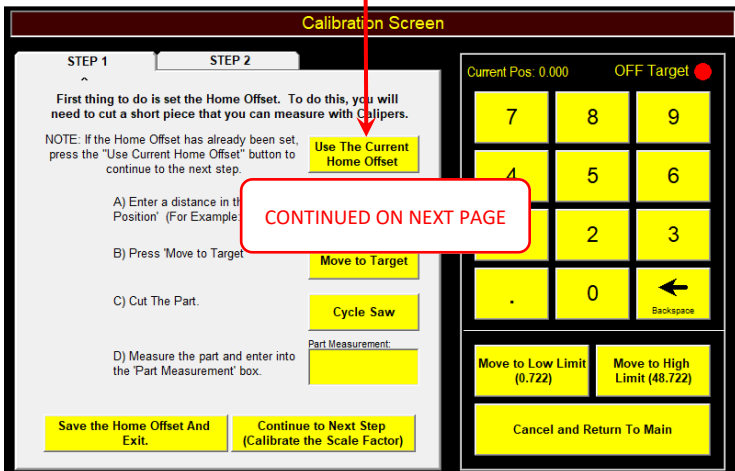 Calibration Screen
STEP 1
STEP 2
First thing to do is set the Home Offset. To do this, you will
need to cut a short piece that you can measure with Calipers.
NOTE: If the Home Offset has already been set,
press the "Use Current Home Offset" button to
continue to the next step.
Use The Current
Home Offset
A) Enter a distance in
Position' (For Example:
CONTINUED ON NEXT PAGE
B) Press 'Move to Target'
Move to Target
C) Cut The Part.
Cycle Saw
D) Measure the part and enter into
the 'Part Measurement' box.
Part Measurement:
Save the Home Offset And
Exit.
Continue to Next Step
(Calibrate the Scale Factor)
Current Pos: 0.000
OFF Target
7
8
9
4
5
6
2
3
.
0
Backspace
Move to Low Limit
(0.722)
Move to High
Limit (48.722)
Cancel and Return To Main